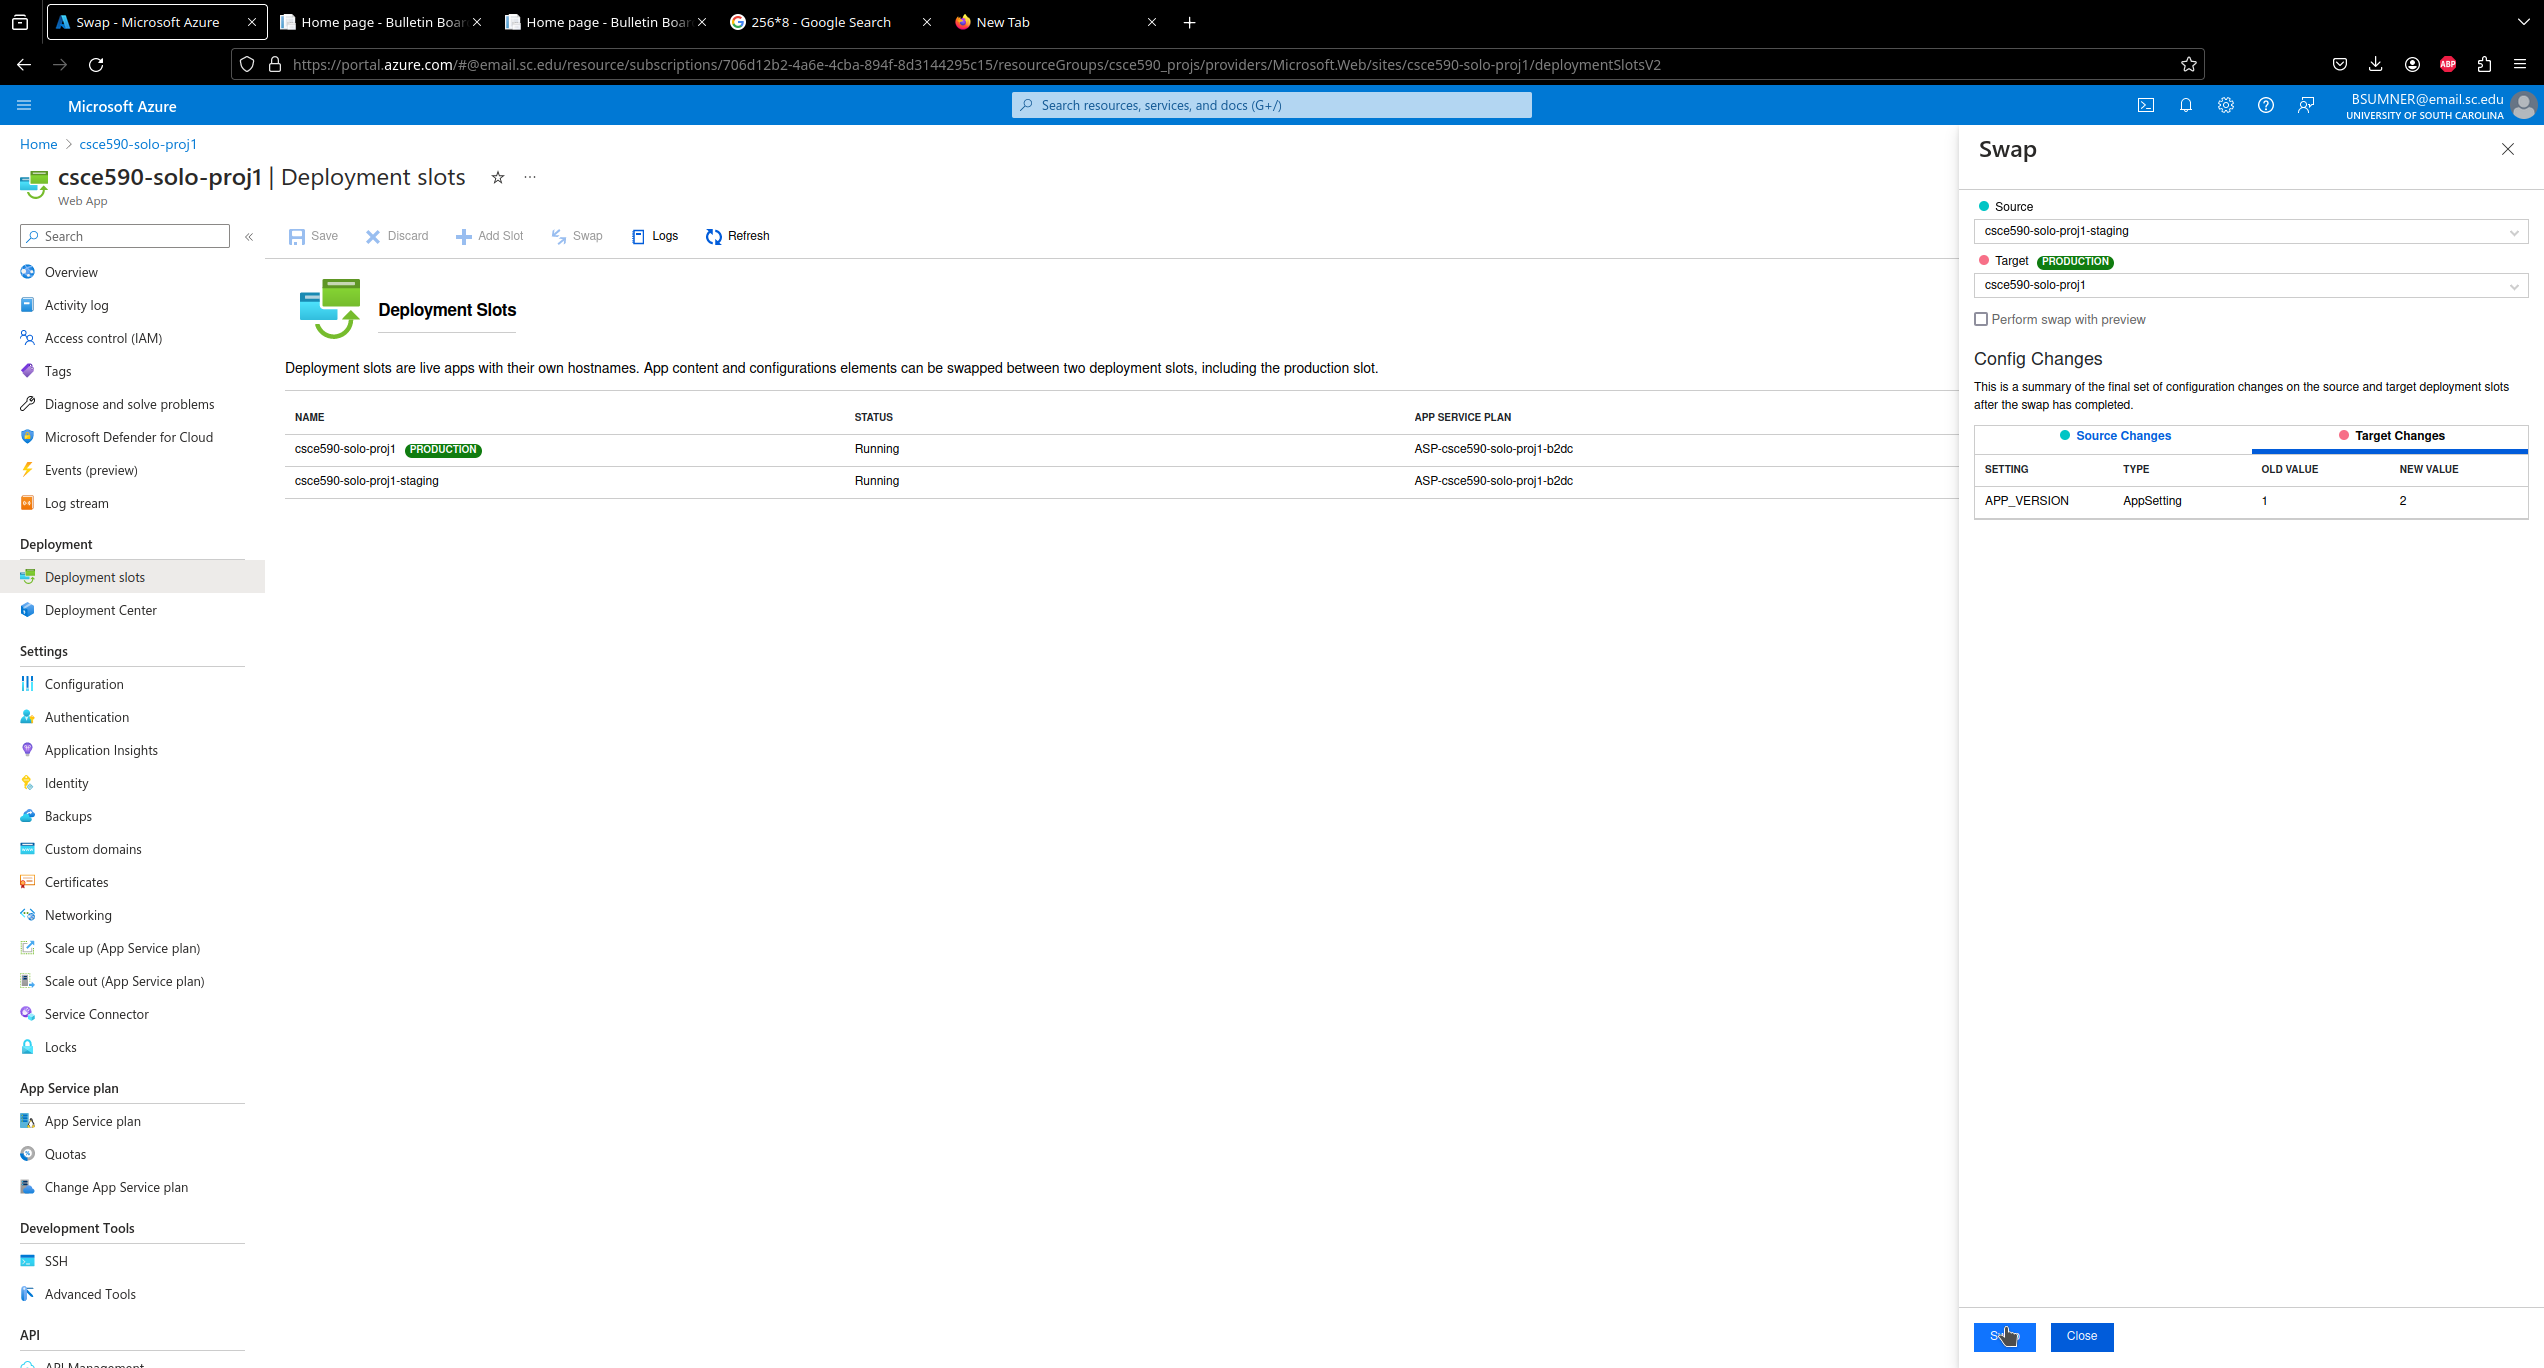 Swap - Microsoft Azure
Home page - Bulletin Boar
Home page - Bulletin Boar
256*8 - Google Search
New Tab
https://portal.azure.com/#@email.sc.edu/resource/subscriptions/706d12b2-4a6e-4cba-894f-8d3144295c15/resourceGroups/csce590_projs/providers/Microsoft.Web/sites/csce590-solo-proj1/deploymentSlotsV2
ABP
Microsoft Azure
Search resources, services, and docs (G+/)
BSUMNER@email.sc.edu
UNIVERSITY OF SOUTH CAROLINA
Home > csce590-solo-proj1
csce590-solo-proj1 | Deployment slots
Web App
Search
Overview
Activity log
Access control (IAM)
Tags
Diagnose and solve problems
Microsoft Defender for Cloud
Events (preview)
Log stream
Deployment
Deployment slots
Deployment Center
Settings
Configuration
Authentication
Application Insights
Identity
Backups
Custom domains
Certificates
Networking
Scale up (App Service plan)
Scale out (App Service plan)
Service Connector
Locks
App Service plan
App Service plan
Quotas
Change App Service plan
Development Tools
SSH
Advanced Tools
API
API Management
Save Discard Add Slot Swap Logs Refresh
Deployment Slots
Deployment slots are live apps with their own hostnames. App content and configurations elements can be swapped between two deployment slots, including the production slot.
NAME STATUS APP SERVICE PLAN
csce590-solo-proj1 PRODUCTION Running ASP-csce590-solo-proj1-b2dc
csce590-solo-proj1-staging Running ASP-csce590-solo-proj1-b2dc
Swap
Source
csce590-solo-proj1-staging
Target PRODUCTION
csce590-solo-proj1
Perform swap with preview
Config Changes
This is a summary of the final set of configuration changes on the source and target deployment slots
after the swap has completed.
Source Changes Target Changes
SETTING TYPE OLD VALUE NEW VALUE
APP_VERSION AppSetting 1 2
Close